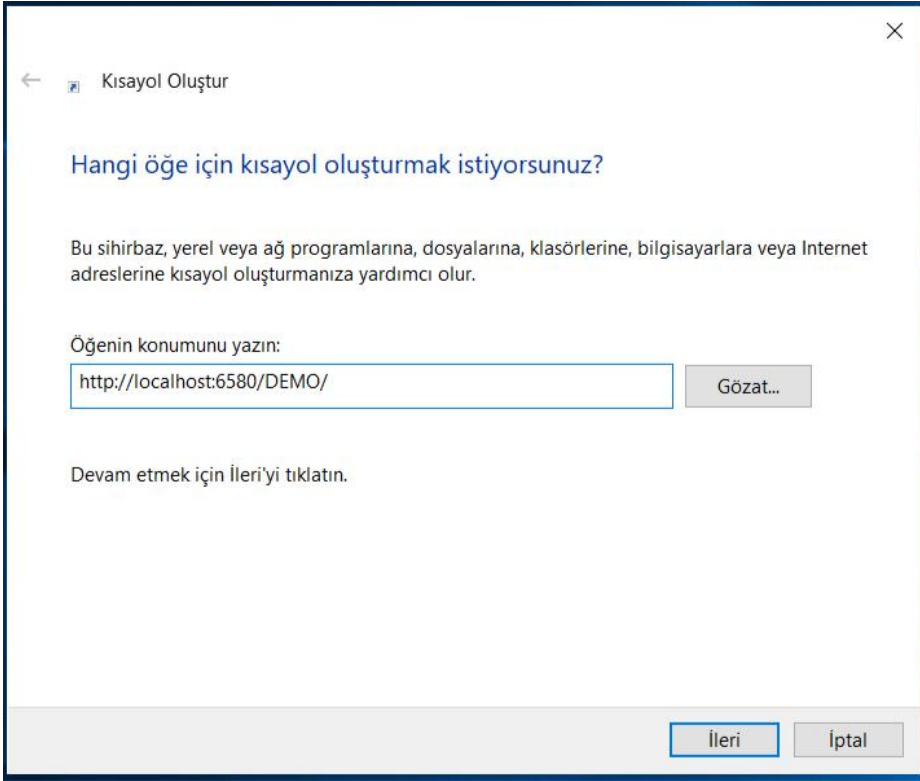 Kısayol Oluştur
Hangi öğe için kısayol oluşturmak istiyorsunuz?
Bu sihirbaz, yerel veya ağ programlarına, dosyalarına, klasörlerine, bilgisayarlara veya Internet
adreslerine kısayol oluşturmanıza yardımcı olur.
Öğenin konumunu yazın:
http://localhost:6580/DEMO/
Gözat...
Devam etmek için İleri'yi tıklatın.
İleri
İptal